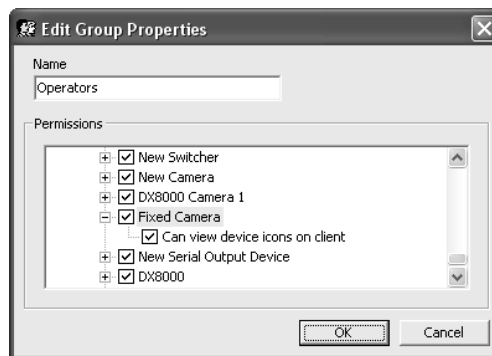 Edit Group Properties
Name
Operators
Permissions
New Switcher
New Camera
DX8000 Camera 1
Fixed Camera
Can view device icons on client
New Serial Output Device
DX8000
OK
Cancel